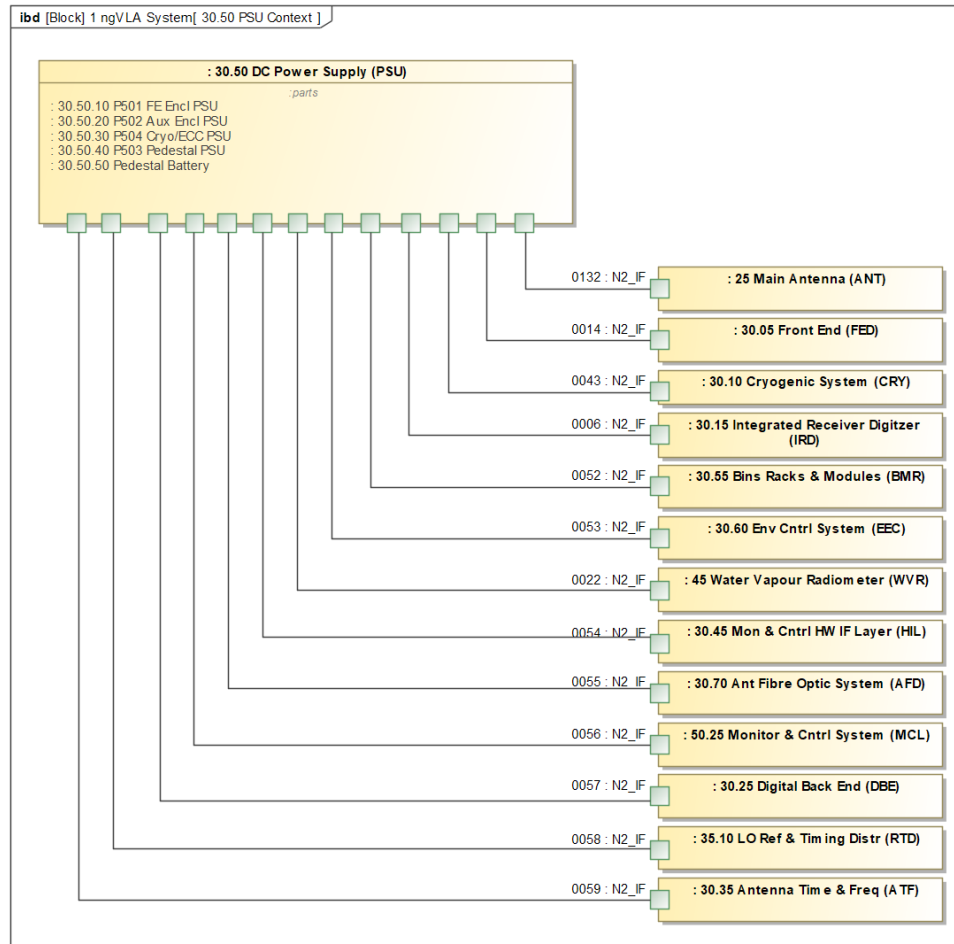 ibd [Block] 1 ngVLA System[ 30.50 PSU Context ]
: 30.50 DC Power Supply (PSU)
:parts
: 30.50.10 P501 FE Encl PSU
: 30.50.20 P502 Aux Encl PSU
: 30.50.30 P504 Cryo/ECC PSU
: 30.50.40 P503 Pedestal PSU
: 30.50.50 Pedestal Battery
0132 : N2_IF
: 25 Main Antenna (ANT)
0014 : N2_IF
: 30.05 Front End (FED)
0043 : N2_IF
: 30.10 Cryogenic System (CRY)
0006 : N2_IF
: 30.15 Integrated Receiver Digitzer
(IRD)
0052 : N2_IF
: 30.55 Bins Racks & Modules (BMR)
0053 : N2_IF
: 30.60 Env Cntrl System (EEC)
0022 : N2_IF
: 45 Water Vapour Radiometer (WVR)
0054 : N2_IF
: 30.45 Mon & Cntrl HW IF Layer (HIL)
0055 : N2_IF
: 30.70 Ant Fibre Optic System (AFD)
0056 : N2_IF
: 50.25 Monitor & Cntrl System (MCL)
0057 : N2_IF
: 30.25 Digital Back End (DBE)
0058 : N2_IF
: 35.10 LO Ref & Timing Distr (RTD)
0059 : N2_IF
: 30.35 Antenna Time & Freq (ATF)